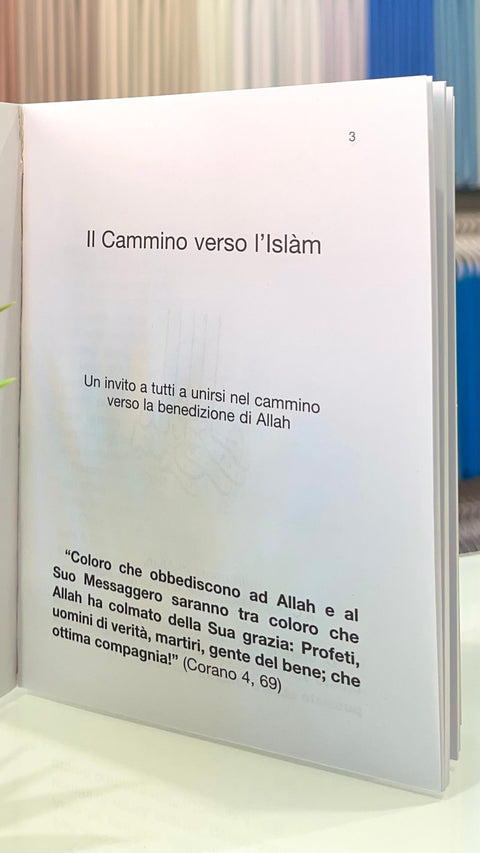 3
Il Cammino verso l'Islàm
Un invito a tutti a unirsi nel cammino
verso la benedizione di Allah
“Coloro che obbediscono ad Allah e al
Suo Messaggero saranno tra coloro che
Allah ha colmato della Sua grazia: Profeti,
uomini di verità, martiri, gente del bene; che
ottima compagnia!” (Corano 4, 69)